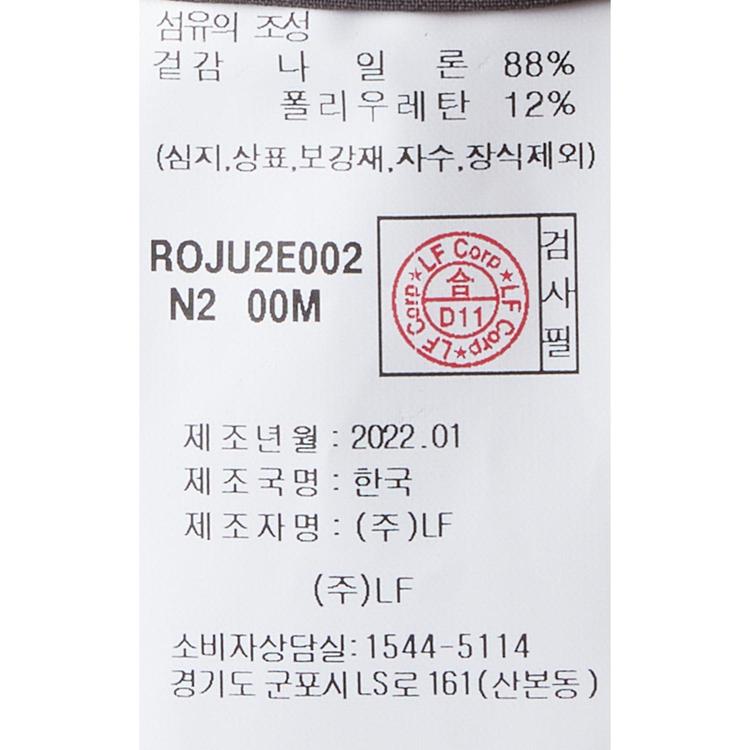 섬유의 조성
겉감 나 일 론 88%
폴리우레탄 12%
(심지,상표,보강재,자수,장식제외)
ROJU2E002
N2 00M
LF Corp★LF Corp★LF Corp★
合
D11
검사필
제조년월 : 2022.01
제조국명 : 한국
제조자명 : (주)LF
(주)LF
소비자상담실: 1544-5114
경기도 군포시 LS로 161(산본동)